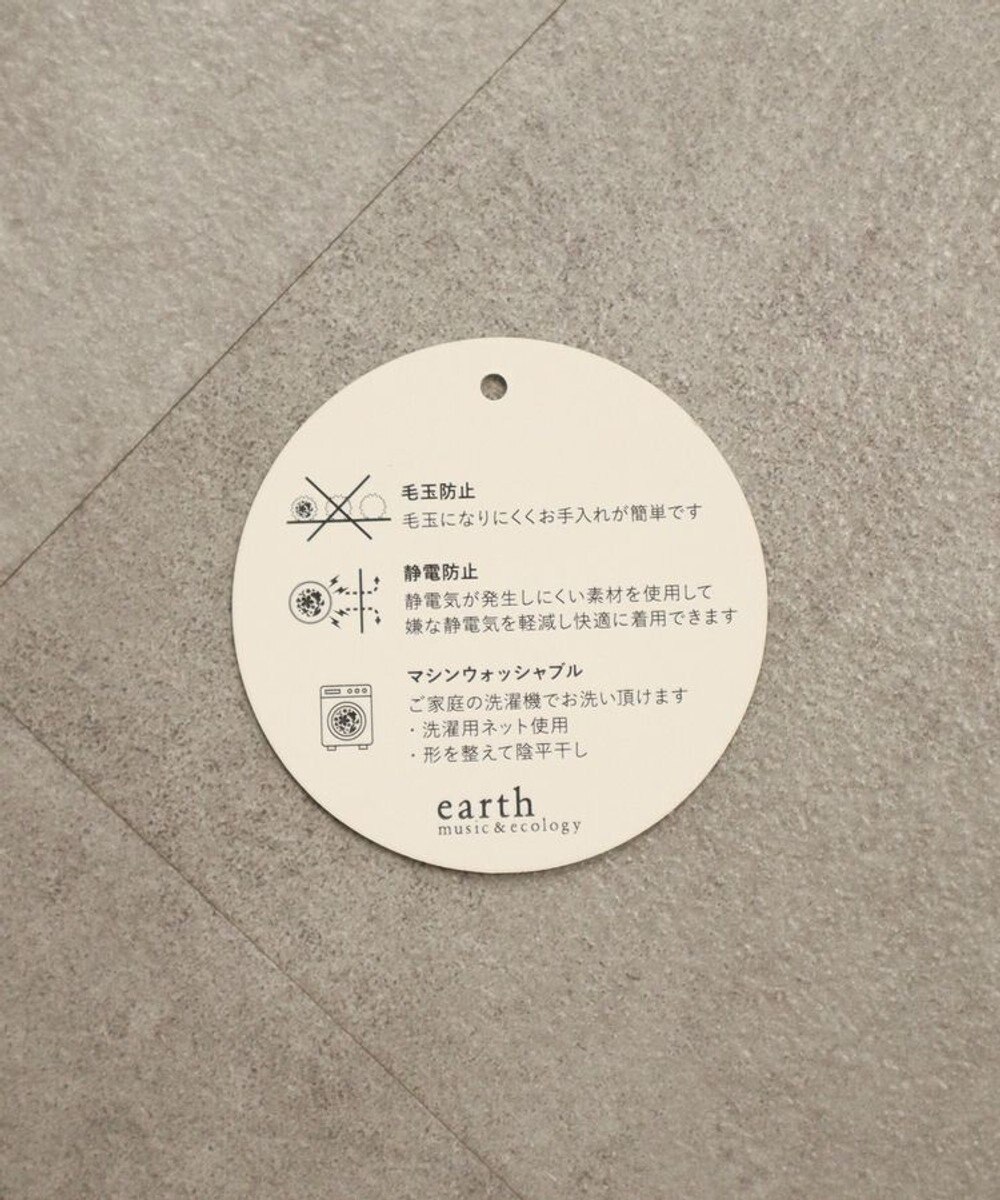 毛玉防止
毛玉になりにくくお手入れが簡単です
静電防止
静電気が発生しにくい素材を使用して
嫌な静電気を軽減し快適に着用できます
マシンウォッシャブル
ご家庭の洗濯機でお洗い頂けます
・洗濯用ネット使用
・形を整えて陰平干し
earth
music&ecology